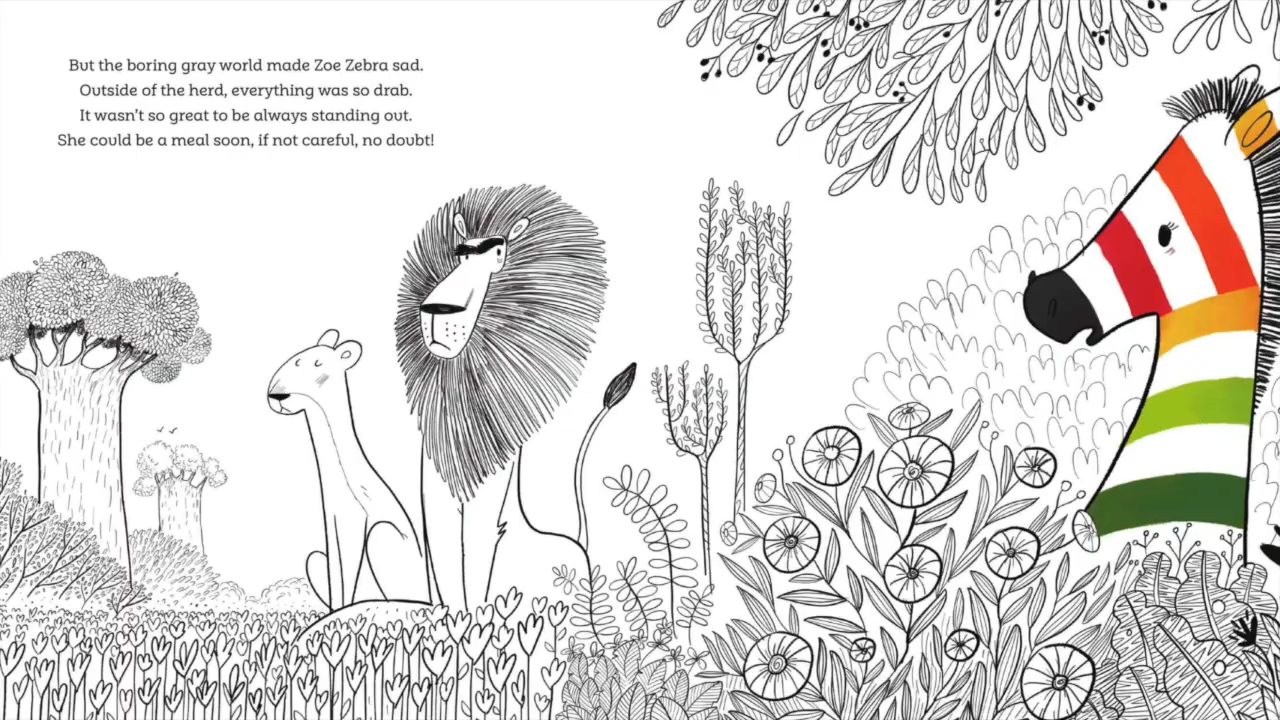 But the boring gray world made Zoe Zebra sad.
Outside of the herd, everything was so drab.
It wasn't so great to be always standing out.
She could be a meal soon, if not careful, no doubt!